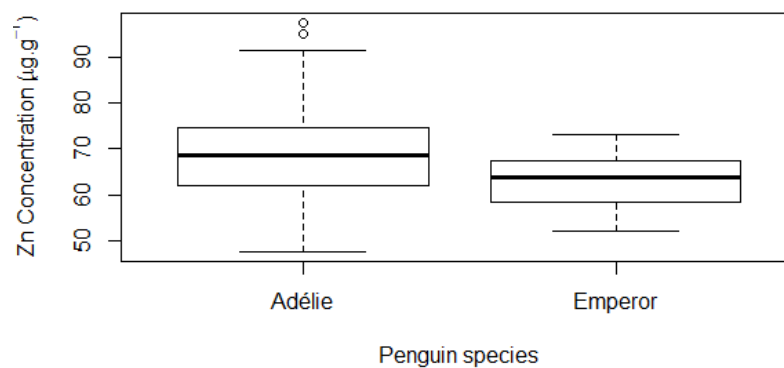 Zn Concentration (µg.g⁻¹)
90
80
70
60
50
Adélie
Emperor
Penguin species